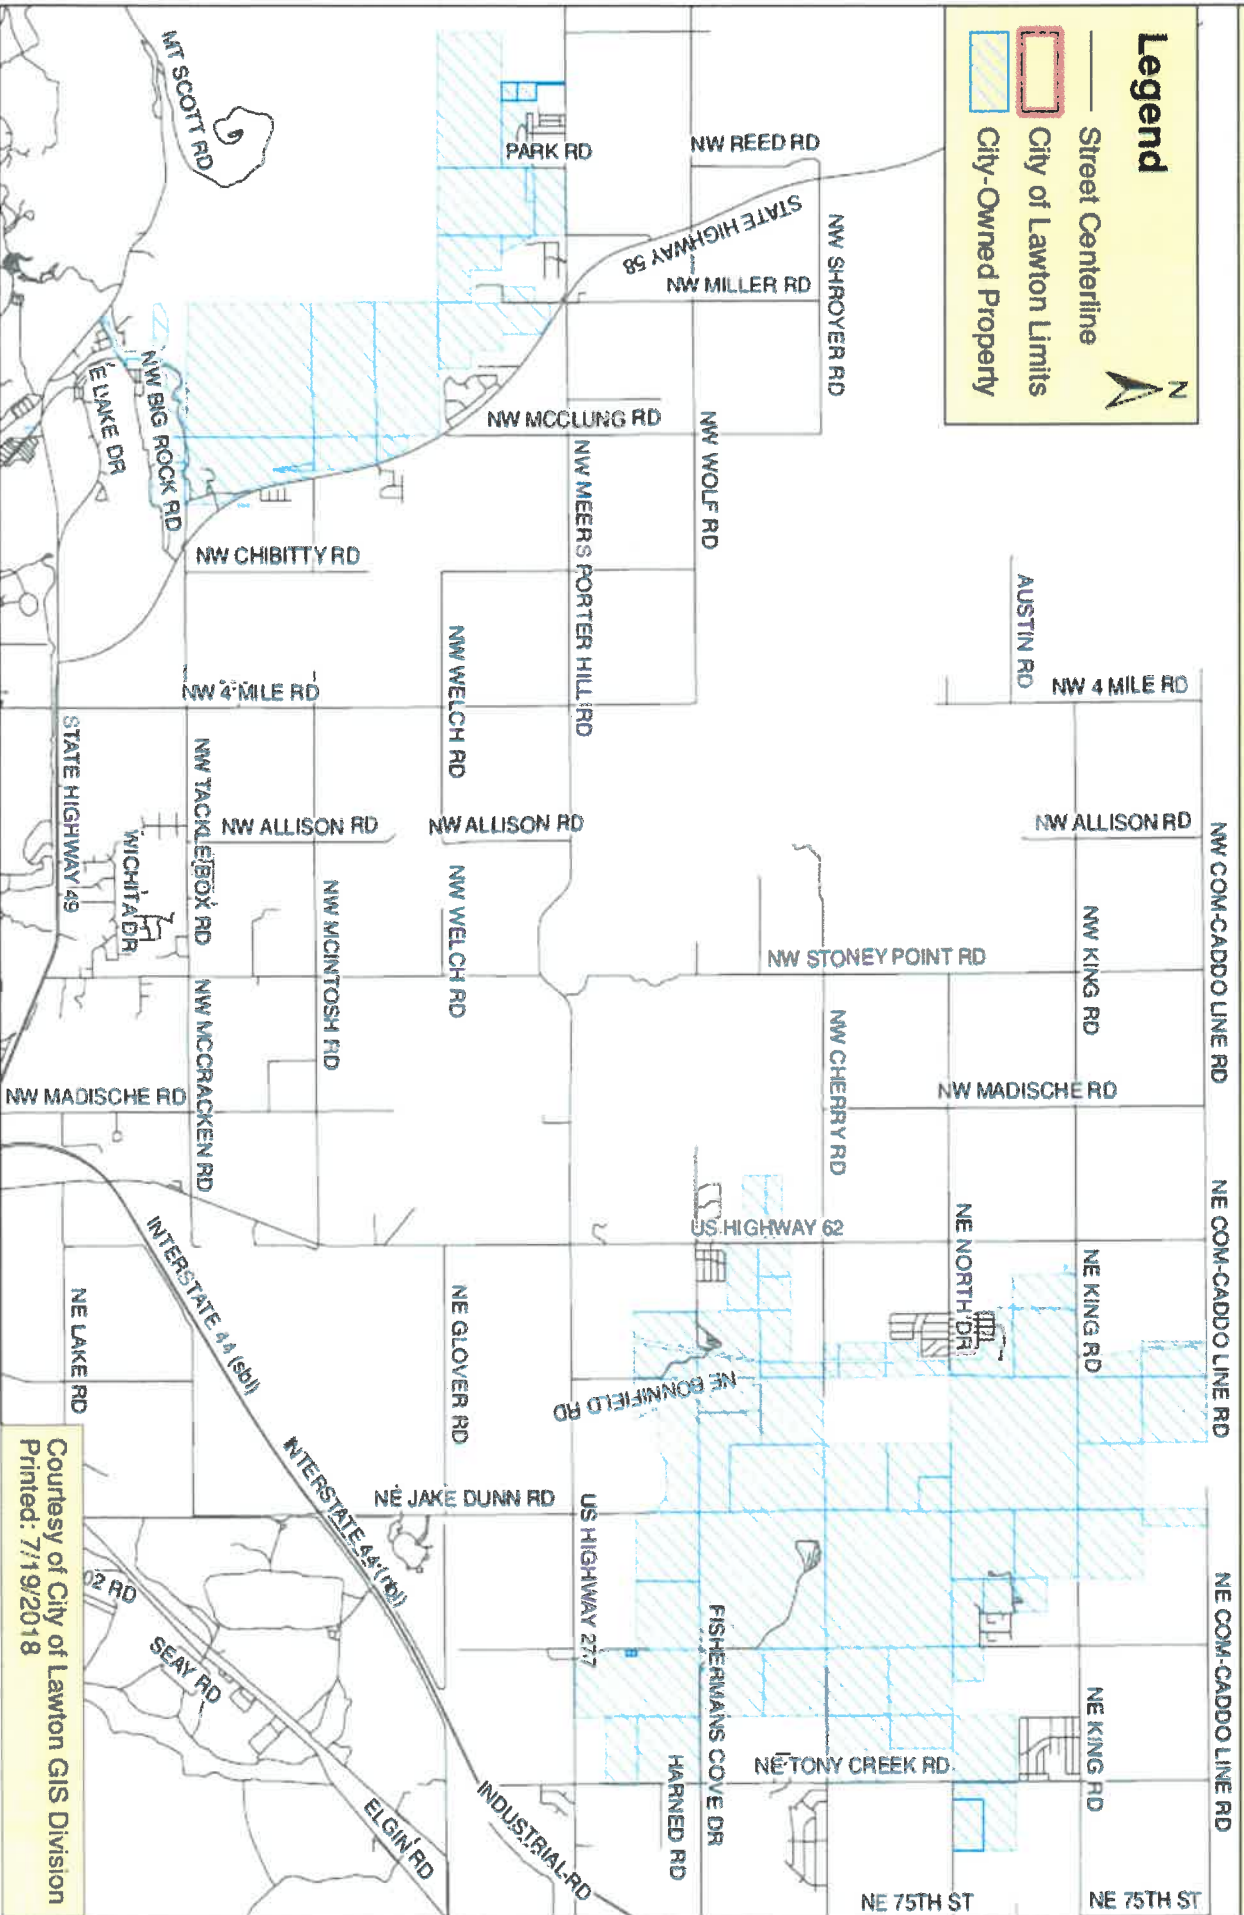 Legend
Street Centerline
City of Lawton Limits
City-Owned Property
N
NW COM-CADDO LINE RD
NE COM-CADDO LINE RD
NE COM-CADDO LINE RD
NW 4 MILE RD
NW ALLISON RD
NW KING RD
NW MADISCHE RD
NE KING RD
NE KING RD
NE 75TH ST
AUSTIN RD
NW STONEY POINT RD
NE NORTH DR
NE 75TH ST
NW SHROYER RD
NW CHERRY RD
NE TONY CREEK RD
NW REED RD
STATE HIGHWAY 58
NW MILLER RD
NW WOLF RD
US HIGHWAY 62
NE BONNIFIELD RD
FISHERMANS COVE DR
HARNED RD
PARK RD
NW MCCLUNG RD
NW MEERS PORTER HILL RD
US HIGHWAY 277
NW WELCH RD
NW ALLISON RD
NW WELCH RD
NE GLOVER RD
NE JAKE DUNN RD
INDUSTRIAL RD
NW CHIBITTY RD
NW 4 MILE RD
NW ALLISON RD
NW MCINTOSH RD
INTERSTATE 44 (nbl)
ELGIN RD
MT SCOTT RD
NW BIG ROCK RD
NW TACKLE BOX RD
NW MCCRACKEN RD
INTERSTATE 44 (sbl)
E LAKE DR
WICHITA DR
NW MADISCHE RD
SEAY RD
STATE HIGHWAY 49
NE LAKE RD
02 RD
Courtesy of City of Lawton GIS Division
Printed: 7/19/2018